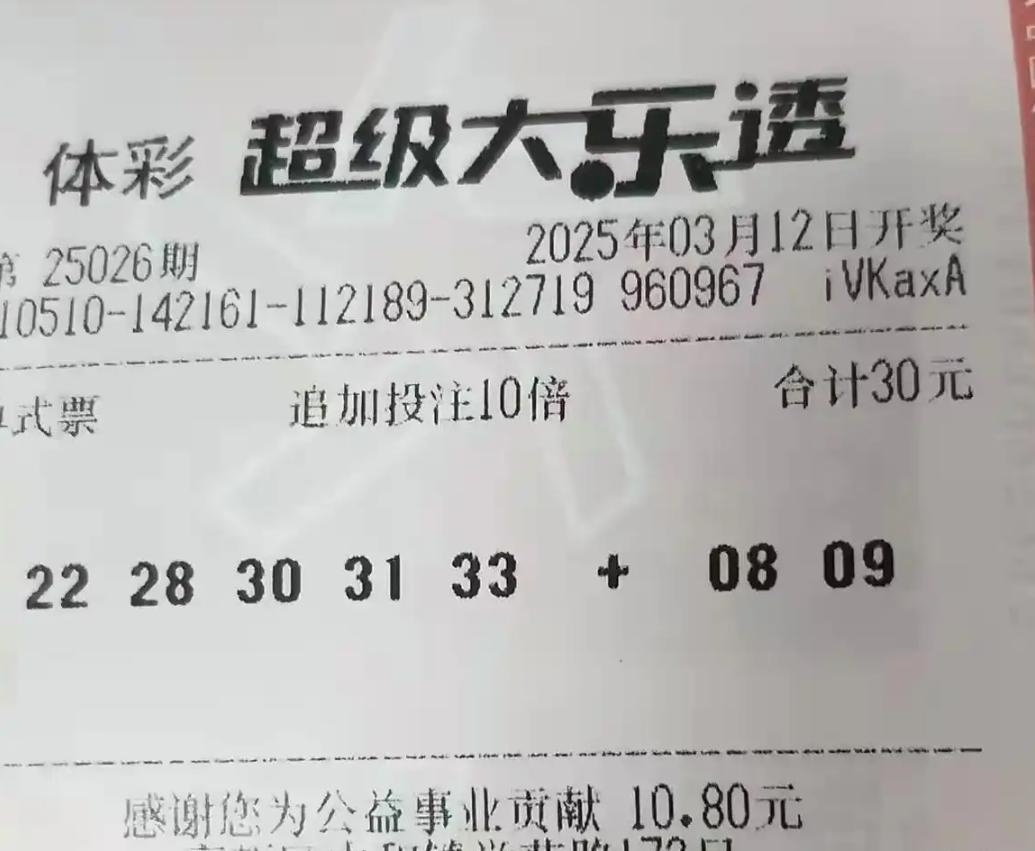 体彩 超级大乐透
第 25026期 2025年03月12日开奖
10510-142161-112189-312719 960967 iVKaxA
单式票 追加投注10倍 合计30元
22 28 30 31 33 + 08 09
感谢您为公益事业贡献 10.80元